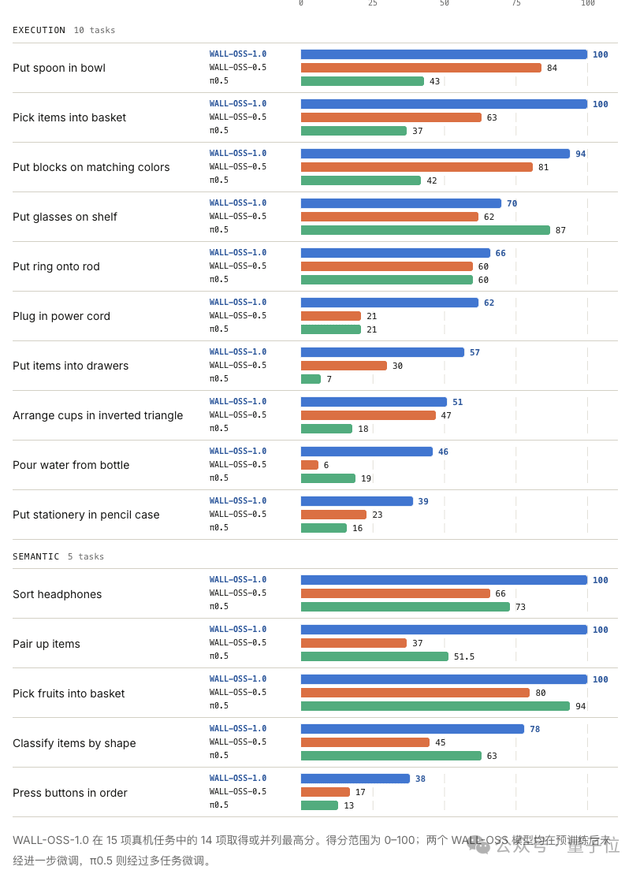 0 25 50 75 100
EXECUTION 10 tasks
WALL-OSS-1.0 100
Put spoon in bowl WALL-OSS-0.5 84
π0.5 43
WALL-OSS-1.0 100
Pick items into basket WALL-OSS-0.5 63
π0.5 37
WALL-OSS-1.0 94
Put blocks on matching colors WALL-OSS-0.5 81
π0.5 42
WALL-OSS-1.0 70
Put glasses on shelf WALL-OSS-0.5 62
π0.5 87
WALL-OSS-1.0 66
Put ring onto rod WALL-OSS-0.5 60
π0.5 60
WALL-OSS-1.0 62
Plug in power cord WALL-OSS-0.5 21
π0.5 21
WALL-OSS-1.0 57
Put items into drawers WALL-OSS-0.5 30
π0.5 7
WALL-OSS-1.0 51
Arrange cups in inverted triangle WALL-OSS-0.5 47
π0.5 18
WALL-OSS-1.0 46
Pour water from bottle WALL-OSS-0.5 6
π0.5 19
WALL-OSS-1.0 39
Put stationery in pencil case WALL-OSS-0.5 23
π0.5 16
SEMANTIC 5 tasks
WALL-OSS-1.0 100
Sort headphones WALL-OSS-0.5 66
π0.5 73
WALL-OSS-1.0 100
Pair up items WALL-OSS-0.5 37
π0.5 51.5
WALL-OSS-1.0 100
Pick fruits into basket WALL-OSS-0.5 80
π0.5 94
WALL-OSS-1.0 78
Classify items by shape WALL-OSS-0.5 45
π0.5 63
WALL-OSS-1.0 38
Press buttons in order WALL-OSS-0.5 17
π0.5 13
WALL-OSS-1.0 在 15 项真机任务中的 14 项取得或并列最高分。得分范围为 0–100；两个 WALL-OSS 模型均在预训练后未
经进一步微调，π0.5 则经过多任务微调。
公众号 · 量子位